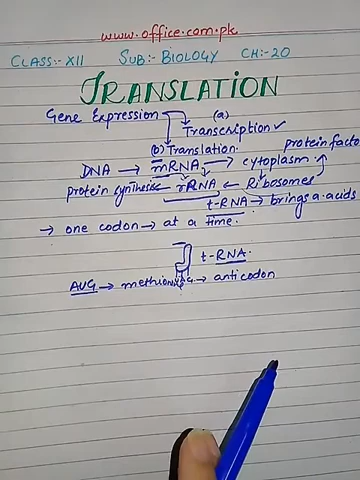 www.office.com.pk
CLASS:-XII SUB:-BIOLOGY CH:-20
TRANSLATION
Gene Expression (a)
Transcription ✓
(b) Translation. protein facto
DNA → mRNA → cytoplasm
protein synthesis ← rRNA ← Ribosomes
t-RNA → brings a.acids
→ one codon → at a time.
t-RNA.
AUG → methion → anticodon